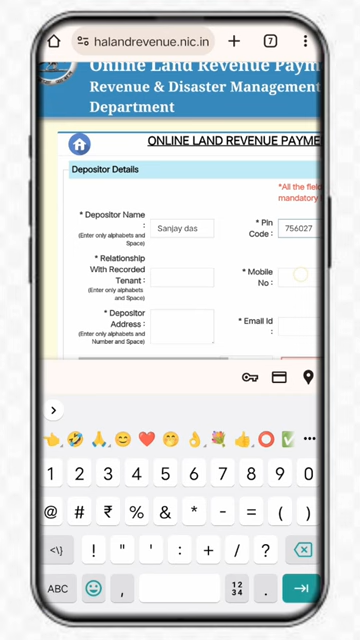 halandrevenue.nic.in
7
Online Land Revenue Paym
Revenue & Disaster Management
Department
ONLINE LAND REVENUE PAYME
Depositor Details
*All the field
mandatory
* Depositor Name
:
(Enter only alphabets and
Space)
Sanjay das
* Pin
Code :
756027
* Relationship
With Recorded
Tenant :
(Enter only alphabets
and Space)
* Mobile
No :
* Depositor
Address :
(Enter only alphabets and
Number and Space)
* Email Id
:
1 2 3 4 5 6 7 8 9 0
@ # ₹ % & * - = ( )
<\} ! " ' : + / ?
ABC , 12 34 .